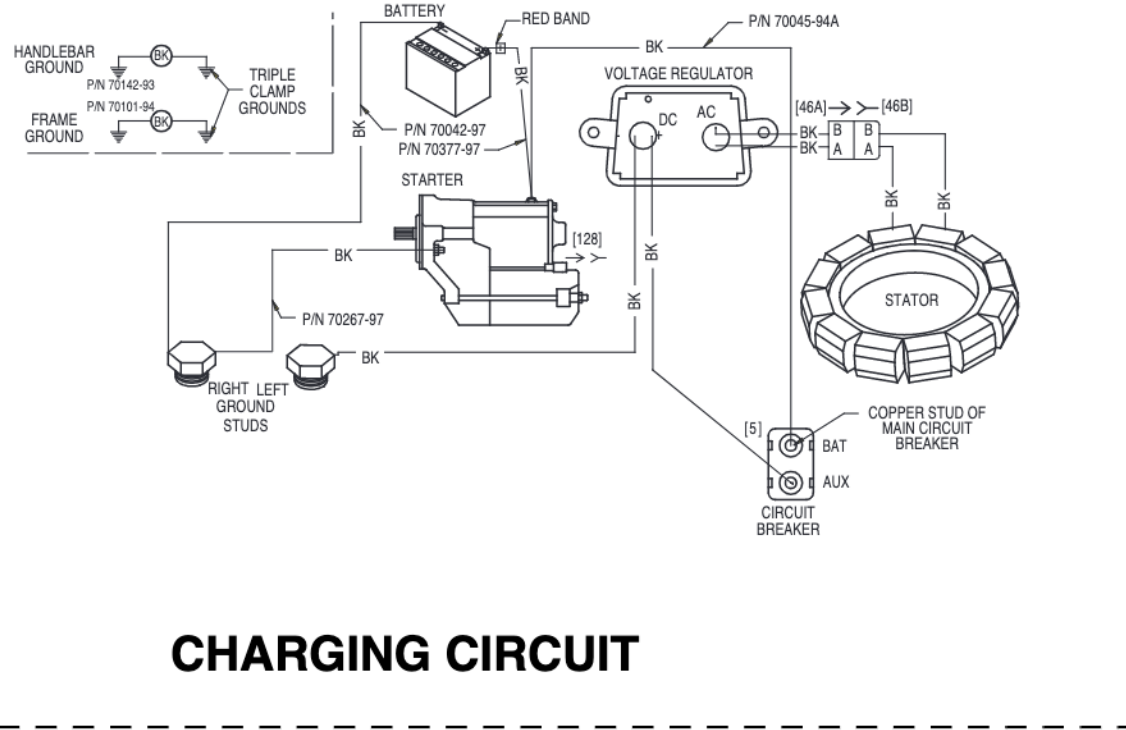 BATTERY
RED BAND
P/N 70045-94A
BK
HANDLEBAR
GROUND
BK
P/N 70142-93
TRIPLE
CLAMP
GROUNDS
P/N 70101-94
BK
FRAME
GROUND
BK
BK
P/N 70042-97
P/N 70377-97
VOLTAGE REGULATOR
DC
+
AC
[46A]
[46B]
BK
BK
B
B
A
A
BK
BK
STARTER
[128]
BK
BK
BK
STATOR
P/N 70267-97
BK
RIGHT
LEFT
GROUND
STUDS
[5]
BAT
AUX
COPPER STUD OF
MAIN CIRCUIT
BREAKER
CIRCUIT
BREAKER
CHARGING CIRCUIT